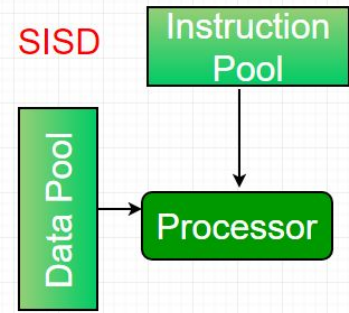 SISD
Instruction
Pool
Data Pool
Processor